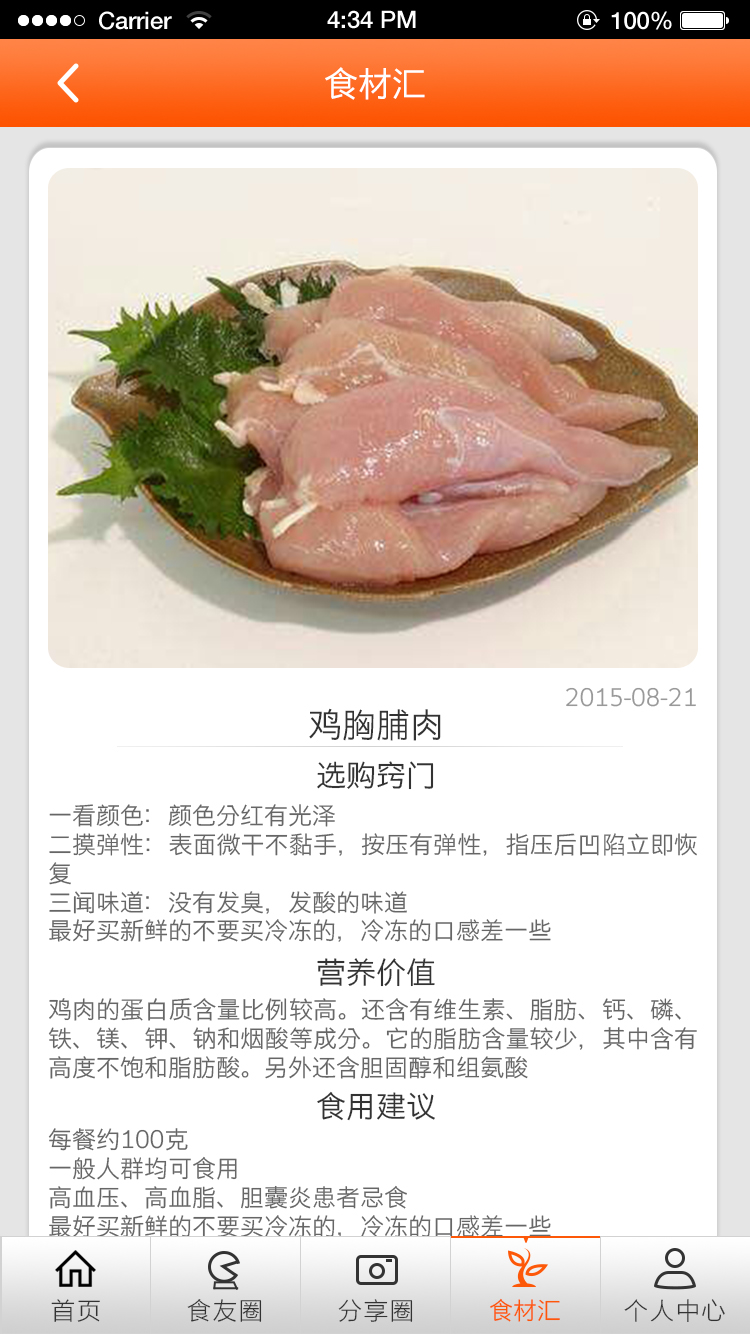 Carrier 4:34 PM 100%
食材汇
2015-08-21
鸡胸脯肉
选购窍门
一看颜色：颜色分红有光泽
二摸弹性：表面微干不黏手，按压有弹性，指压后凹陷立即恢
复
三闻味道：没有发臭，发酸的味道
最好买新鲜的不要买冷冻的，冷冻的口感差一些
营养价值
鸡肉的蛋白质含量比例较高。还含有维生素、脂肪、钙、磷、
铁、镁、钾、钠和烟酸等成分。它的脂肪含量较少，其中含有
高度不饱和脂肪酸。另外还含胆固醇和组氨酸
食用建议
每餐约100克
一般人群均可食用
高血压、高血脂、胆囊炎患者忌食
最好买新鲜的不要买冷冻的，冷冻的口感差一些
首页 食友圈 分享圈 食材汇 个人中心